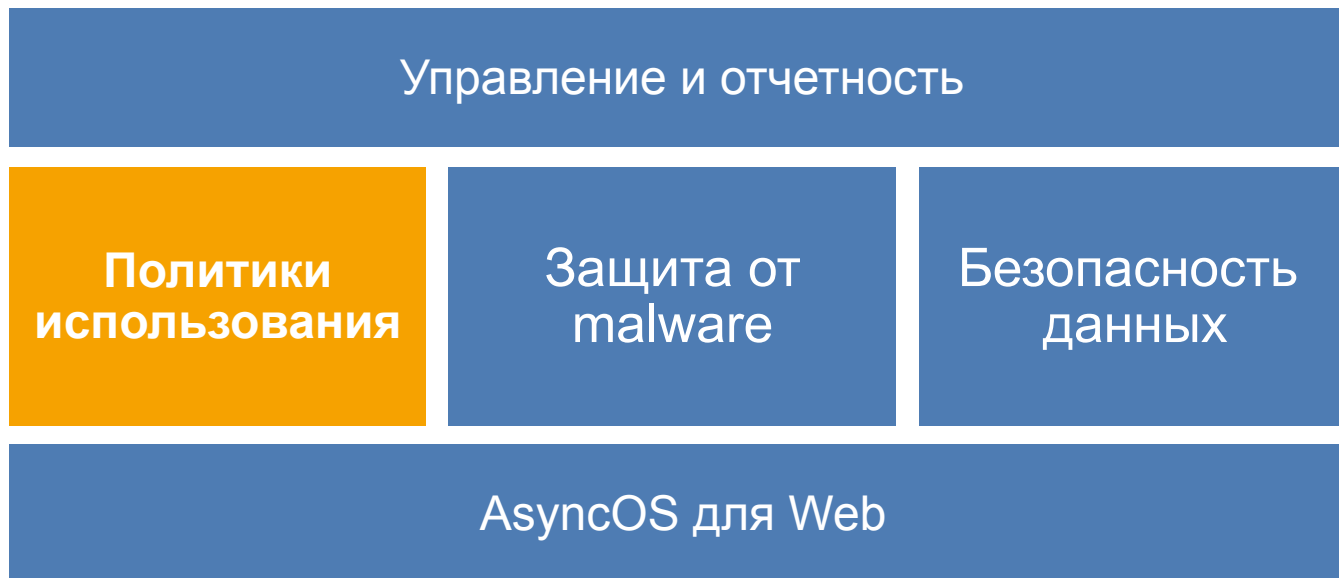 Управление и отчетность
Политики
использования
Защита от
malware
Безопасность
данных
AsyncOS для Web